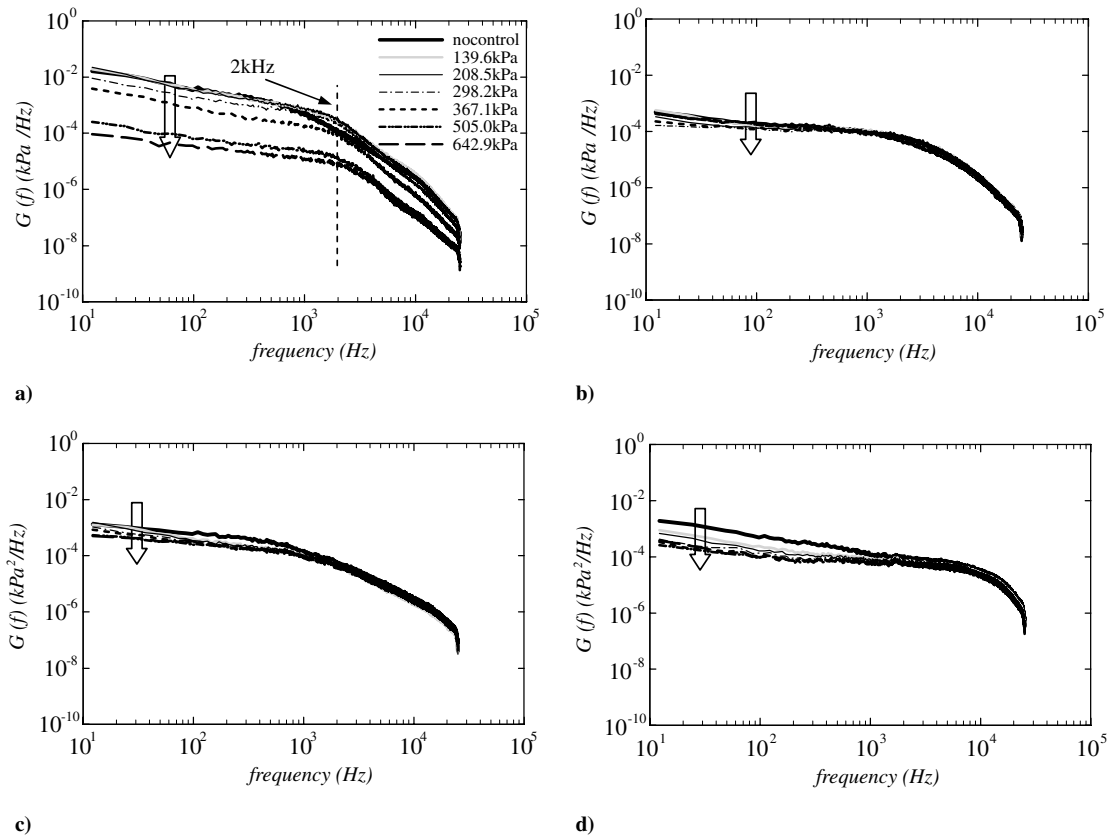 10^0
10^-2
10^-4
10^-6
10^-8
10^-10
G (f) (kPa /Hz)
2kHz
nocontrol
139.6kPa
208.5kPa
298.2kPa
367.1kPa
505.0kPa
642.9kPa
10^1 10^2 10^3 10^4 10^5
frequency (Hz)
a)
10^0
10^-2
10^-4
10^-6
10^-8
10^-10
G (f) (kPa /Hz)
10^1 10^2 10^3 10^4 10^5
frequency (Hz)
b)
10^0
10^-2
10^-4
10^-6
10^-8
10^-10
G (f) (kPa^2/Hz)
10^1 10^2 10^3 10^4 10^5
frequency (Hz)
c)
10^0
10^-2
10^-4
10^-6
10^-8
10^-10
G (f) (kPa^2/Hz)
10^1 10^2 10^3 10^4 10^5
frequency (Hz)
d)